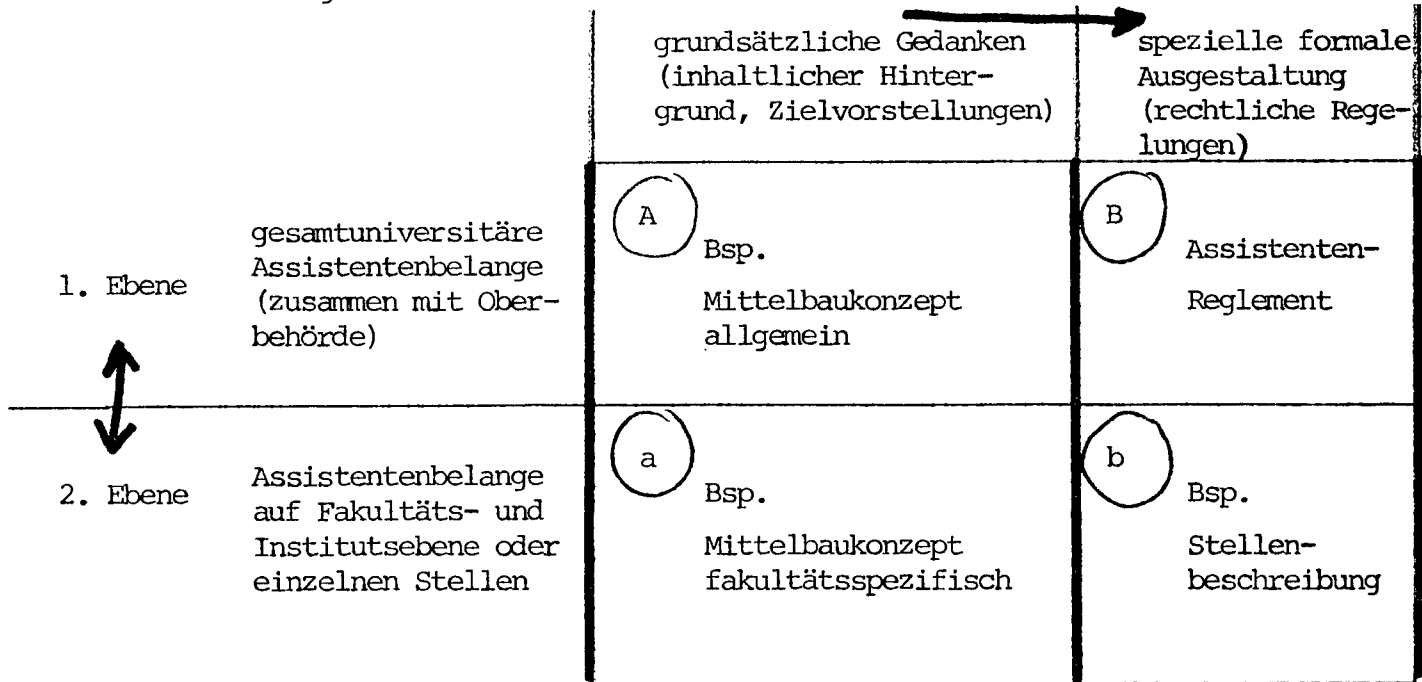 grundsätzliche Gedanken
(inhaltlicher Hinter-
grund, Zielvorstellungen)
spezielle formale
Ausgestaltung
(rechtliche Rege-
lungen)
1. Ebene
gesamtuniversitäre
Assistentenbelange
(zusammen mit Ober-
behörde)
A
Bsp.
Mittelbaukonzept
allgemein
B
Assistenten-
Reglement
2. Ebene
Assistentenbelange
auf Fakultäts- und
Institutsebene oder
einzelnen Stellen
a
Bsp.
Mittelbaukonzept
fakultätsspezifisch
b
Bsp.
Stellen-
beschreibung